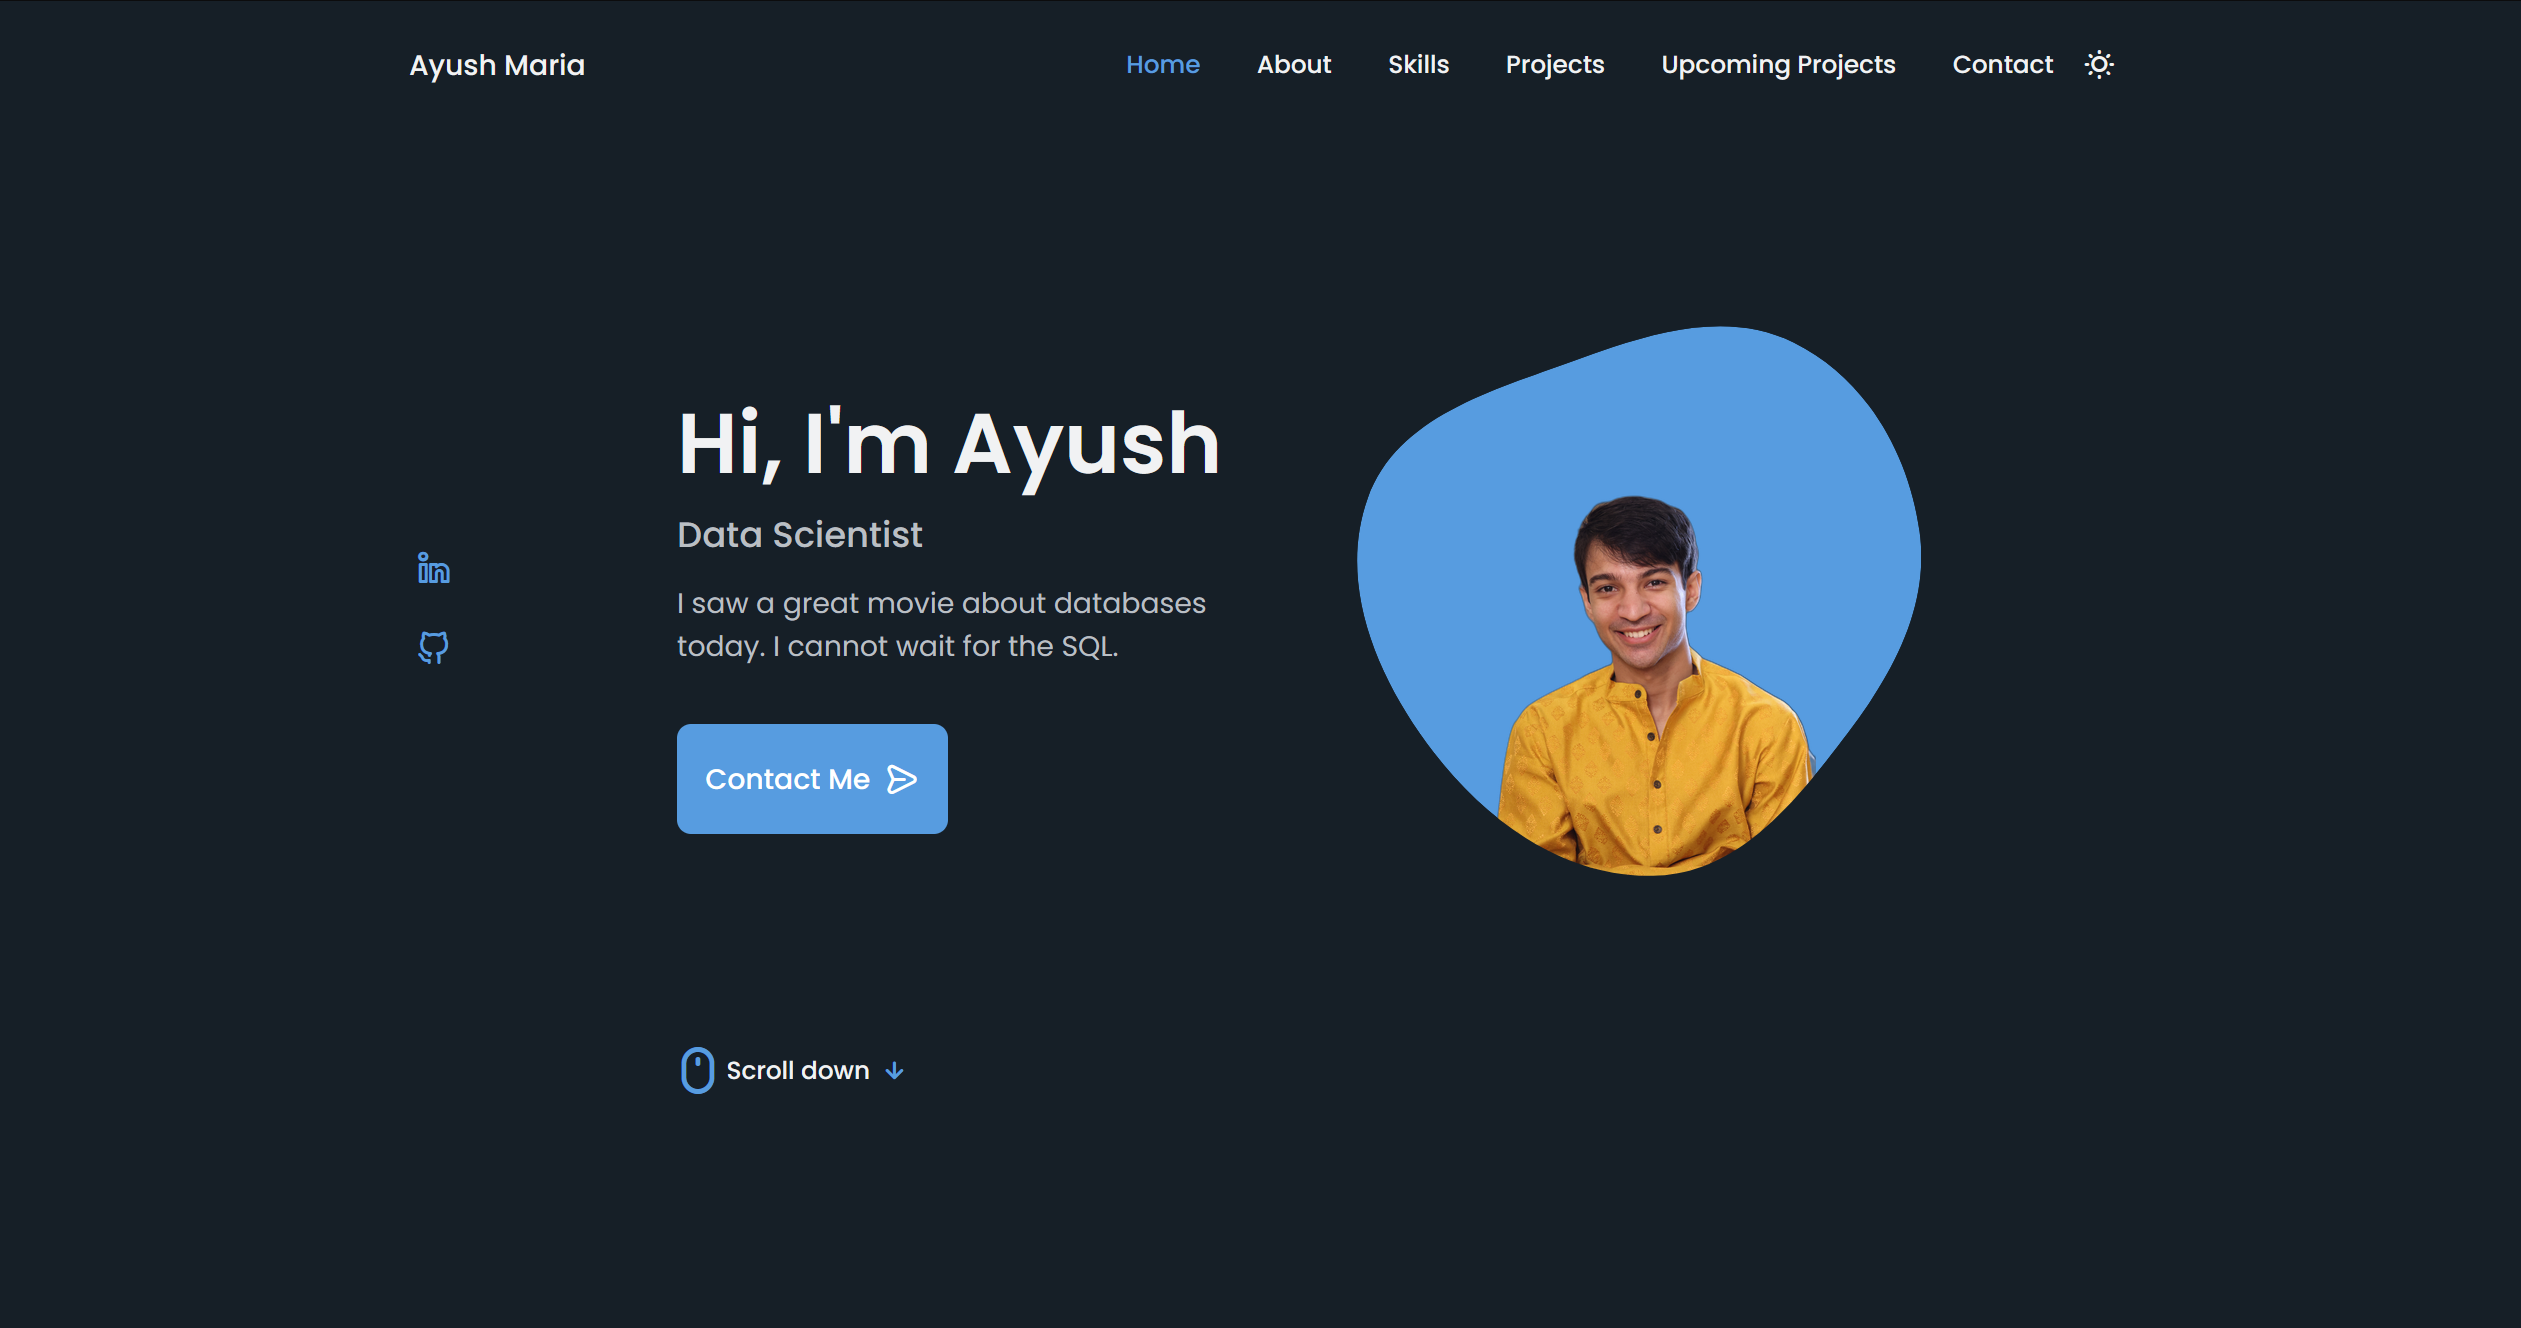 Ayush Maria
Home About Skills Projects Upcoming Projects Contact
Hi, I'm Ayush
Data Scientist
in
I saw a great movie about databases
today. I cannot wait for the SQL.
Contact Me
Scroll down